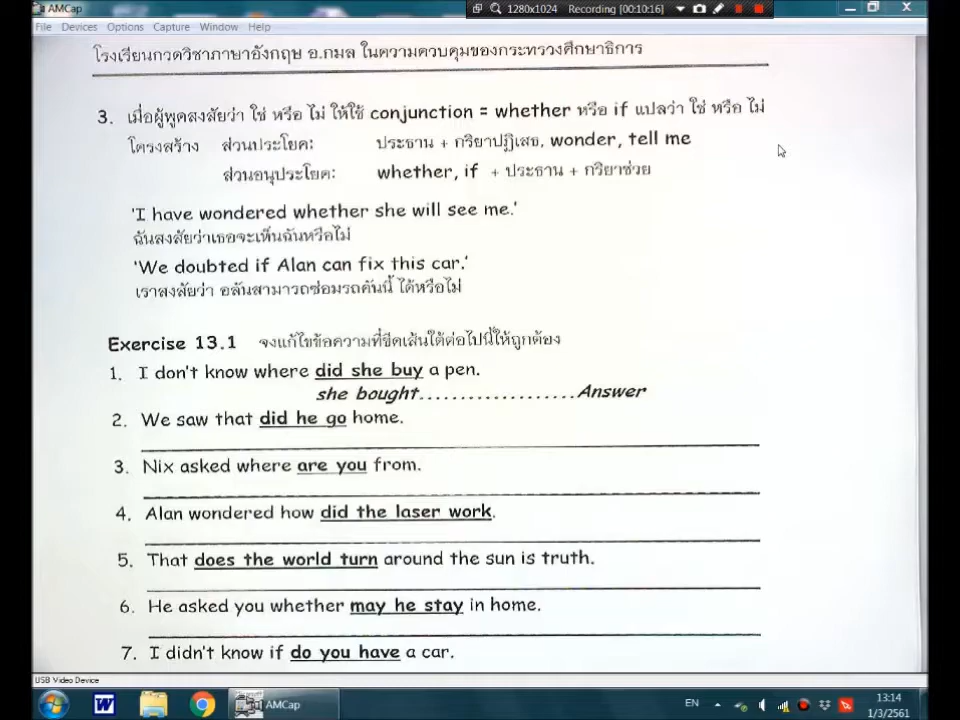 AMCap
1280x1024 Recording [00:10:16]
File Devices Options Capture Window Help
โรงเรียนกวดวิชาภาษาอังกฤษ อ.กมล ในความควบคุมของกระทรวงศึกษาธิการ
3. เมื่อผู้พูดสงสัยว่า ใช่ หรือ ไม่ ให้ใช้ conjunction = whether หรือ if แปลว่า ใช่ หรือ ไม่
โครงสร้าง ส่วนประโยค: ประธาน + กริยาปฏิเสธ, wonder, tell me
ส่วนอนุประโยค: whether, if + ประธาน + กริยาช่วย
'I have wondered whether she will see me.'
ฉันสงสัยว่าเธอจะเห็นฉันหรือไม่
'We doubted if Alan can fix this car.'
เราสงสัยว่า อลันสามารถซ่อมรถคันนี้ ได้หรือไม่
Exercise 13.1 จงแก้ไขข้อความที่ขีดเส้นใต้ต่อไปนี้ให้ถูกต้อง
1. I don't know where did she buy a pen.
she bought....................Answer
2. We saw that did he go home.
3. Nix asked where are you from.
4. Alan wondered how did the laser work.
5. That does the world turn around the sun is truth.
6. He asked you whether may he stay in home.
7. I didn't know if do you have a car.
USB Video Device
AMCap
EN
13:14
1/3/2561